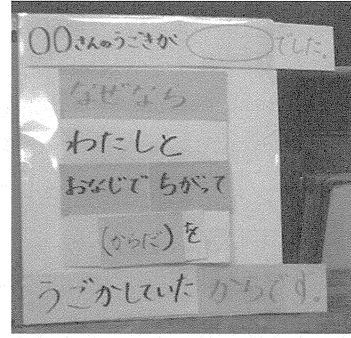 ○○さんのうごきが　　　でした。
なぜなら
わたしと
おなじで ちがって
(からだ)を
うごかしていた からです。